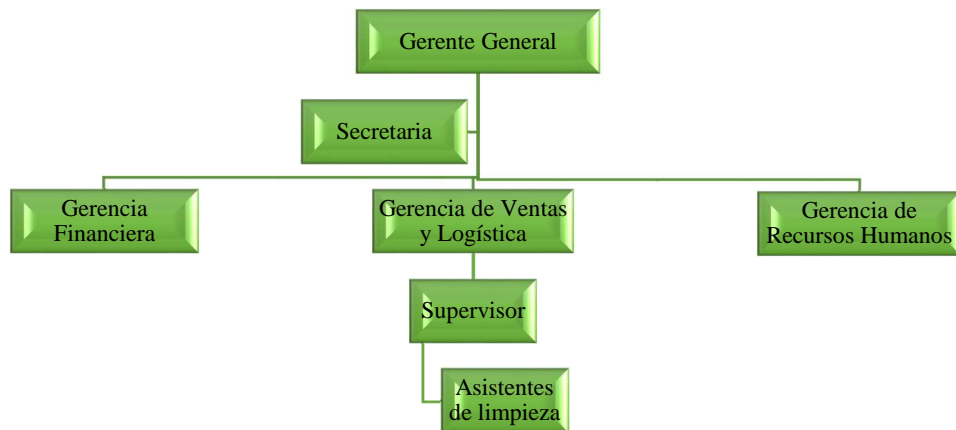 Gerente General
Secretaria
Gerencia
Financiera
Gerencia de Ventas
y Logística
Gerencia de
Recursos Humanos
Supervisor
Asistentes
de limpieza